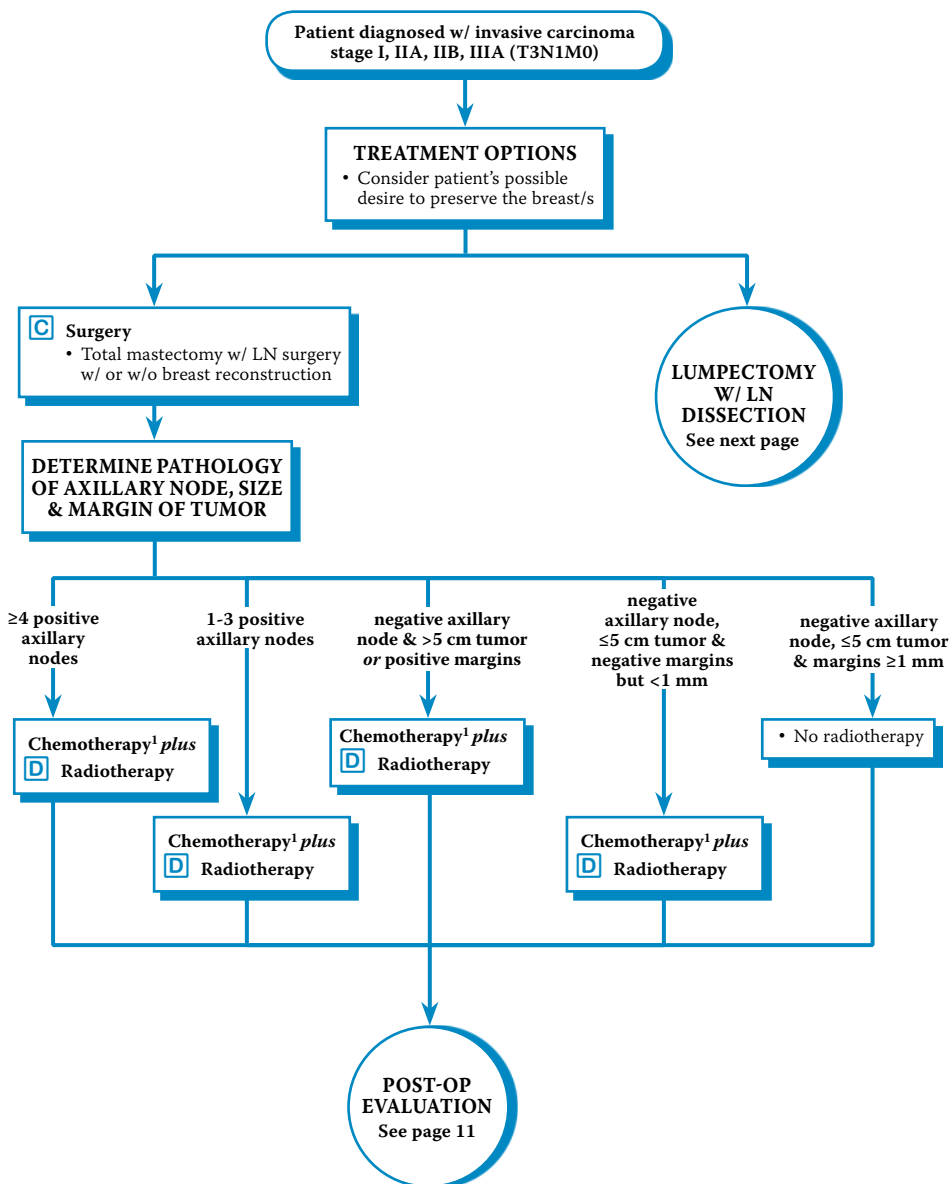 Patient diagnosed w/ invasive carcinoma
stage I, IIA, IIB, IIIA (T3N1M0)
TREATMENT OPTIONS
• Consider patient's possible
desire to preserve the breast/s
C Surgery
• Total mastectomy w/ LN surgery
w/ or w/o breast reconstruction
LUMPECTOMY
W/ LN
DISSECTION
See next page
DETERMINE PATHOLOGY
OF AXILLARY NODE, SIZE
& MARGIN OF TUMOR
≥4 positive
axillary
nodes
1-3 positive
axillary nodes
negative axillary
node & >5 cm tumor
or positive margins
negative
axillary node,
≤5 cm tumor &
negative margins
but <1 mm
negative axillary
node, ≤5 cm tumor
& margins ≥1 mm
Chemotherapy¹ plus
D Radiotherapy
Chemotherapy¹ plus
D Radiotherapy
Chemotherapy¹ plus
D Radiotherapy
Chemotherapy¹ plus
D Radiotherapy
• No radiotherapy
POST-OP
EVALUATION
See page 11